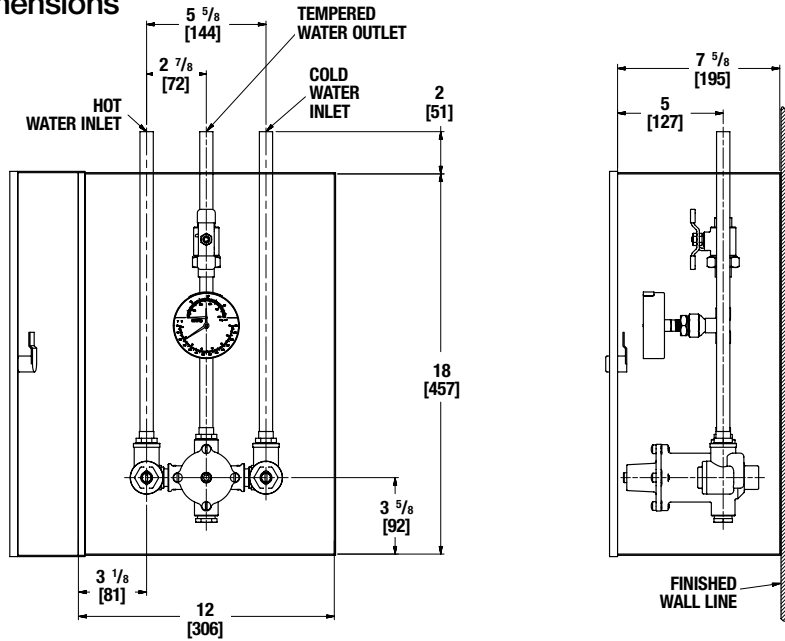 mensions
5 5/8
[144]
TEMPERED
WATER OUTLET
2 7/8
[72]
COLD
WATER
INLET
HOT
WATER INLET
2
[51]
7 5/8
[195]
5
[127]
18
[457]
3 5/8
[92]
3 1/8
[81]
12
[306]
FINISHED
WALL LINE